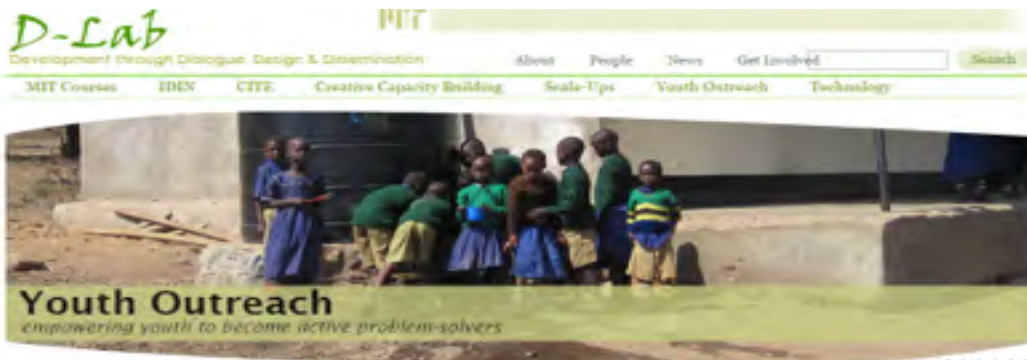 D-Lab
MIT
Development through Dialogue, Design & Dissemination
About People News Get Involved Search
MIT Courses IDIN CITE Creative Capacity Building Scale-Ups Youth Outreach Technology
Youth Outreach
empowering youth to become active problem-solvers